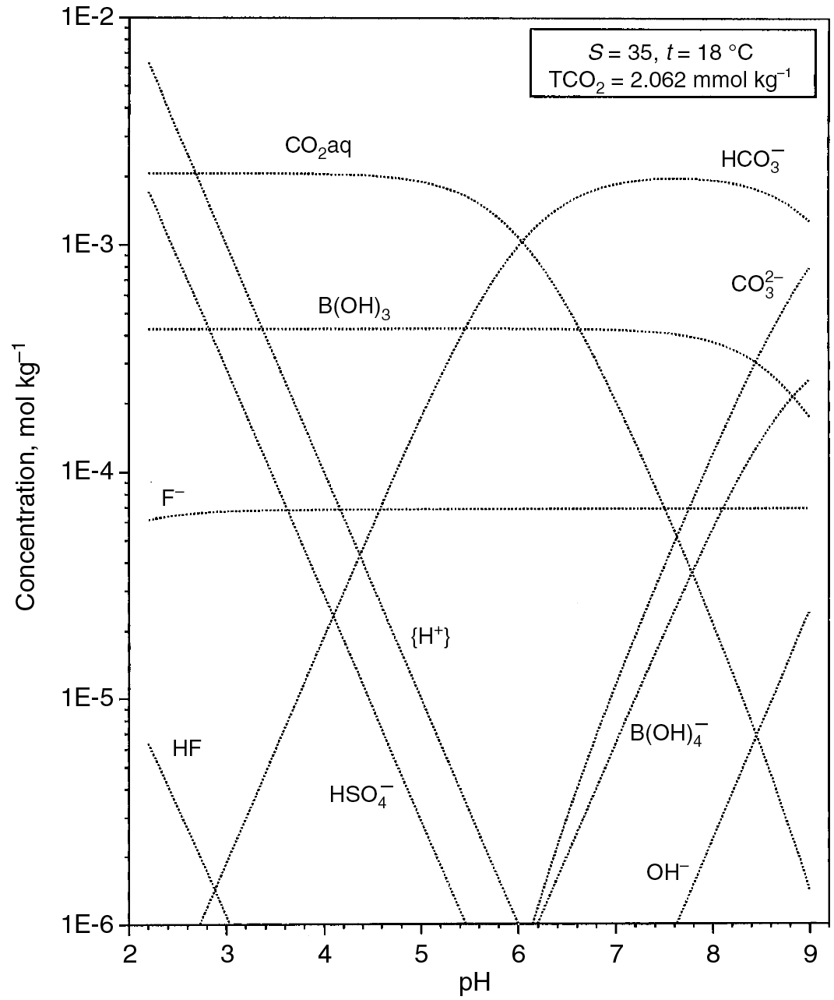 1E-2
S = 35, t = 18 °C
TCO₂ = 2.062 mmol kg⁻¹
CO₂aq
HCO₃⁻
1E-3
CO₃²⁻
B(OH)₃
Concentration, mol kg⁻¹
1E-4
F⁻
{H⁺}
1E-5
B(OH)₄⁻
HF
HSO₄⁻
OH⁻
1E-6
2 3 4 5 6 7 8 9
pH